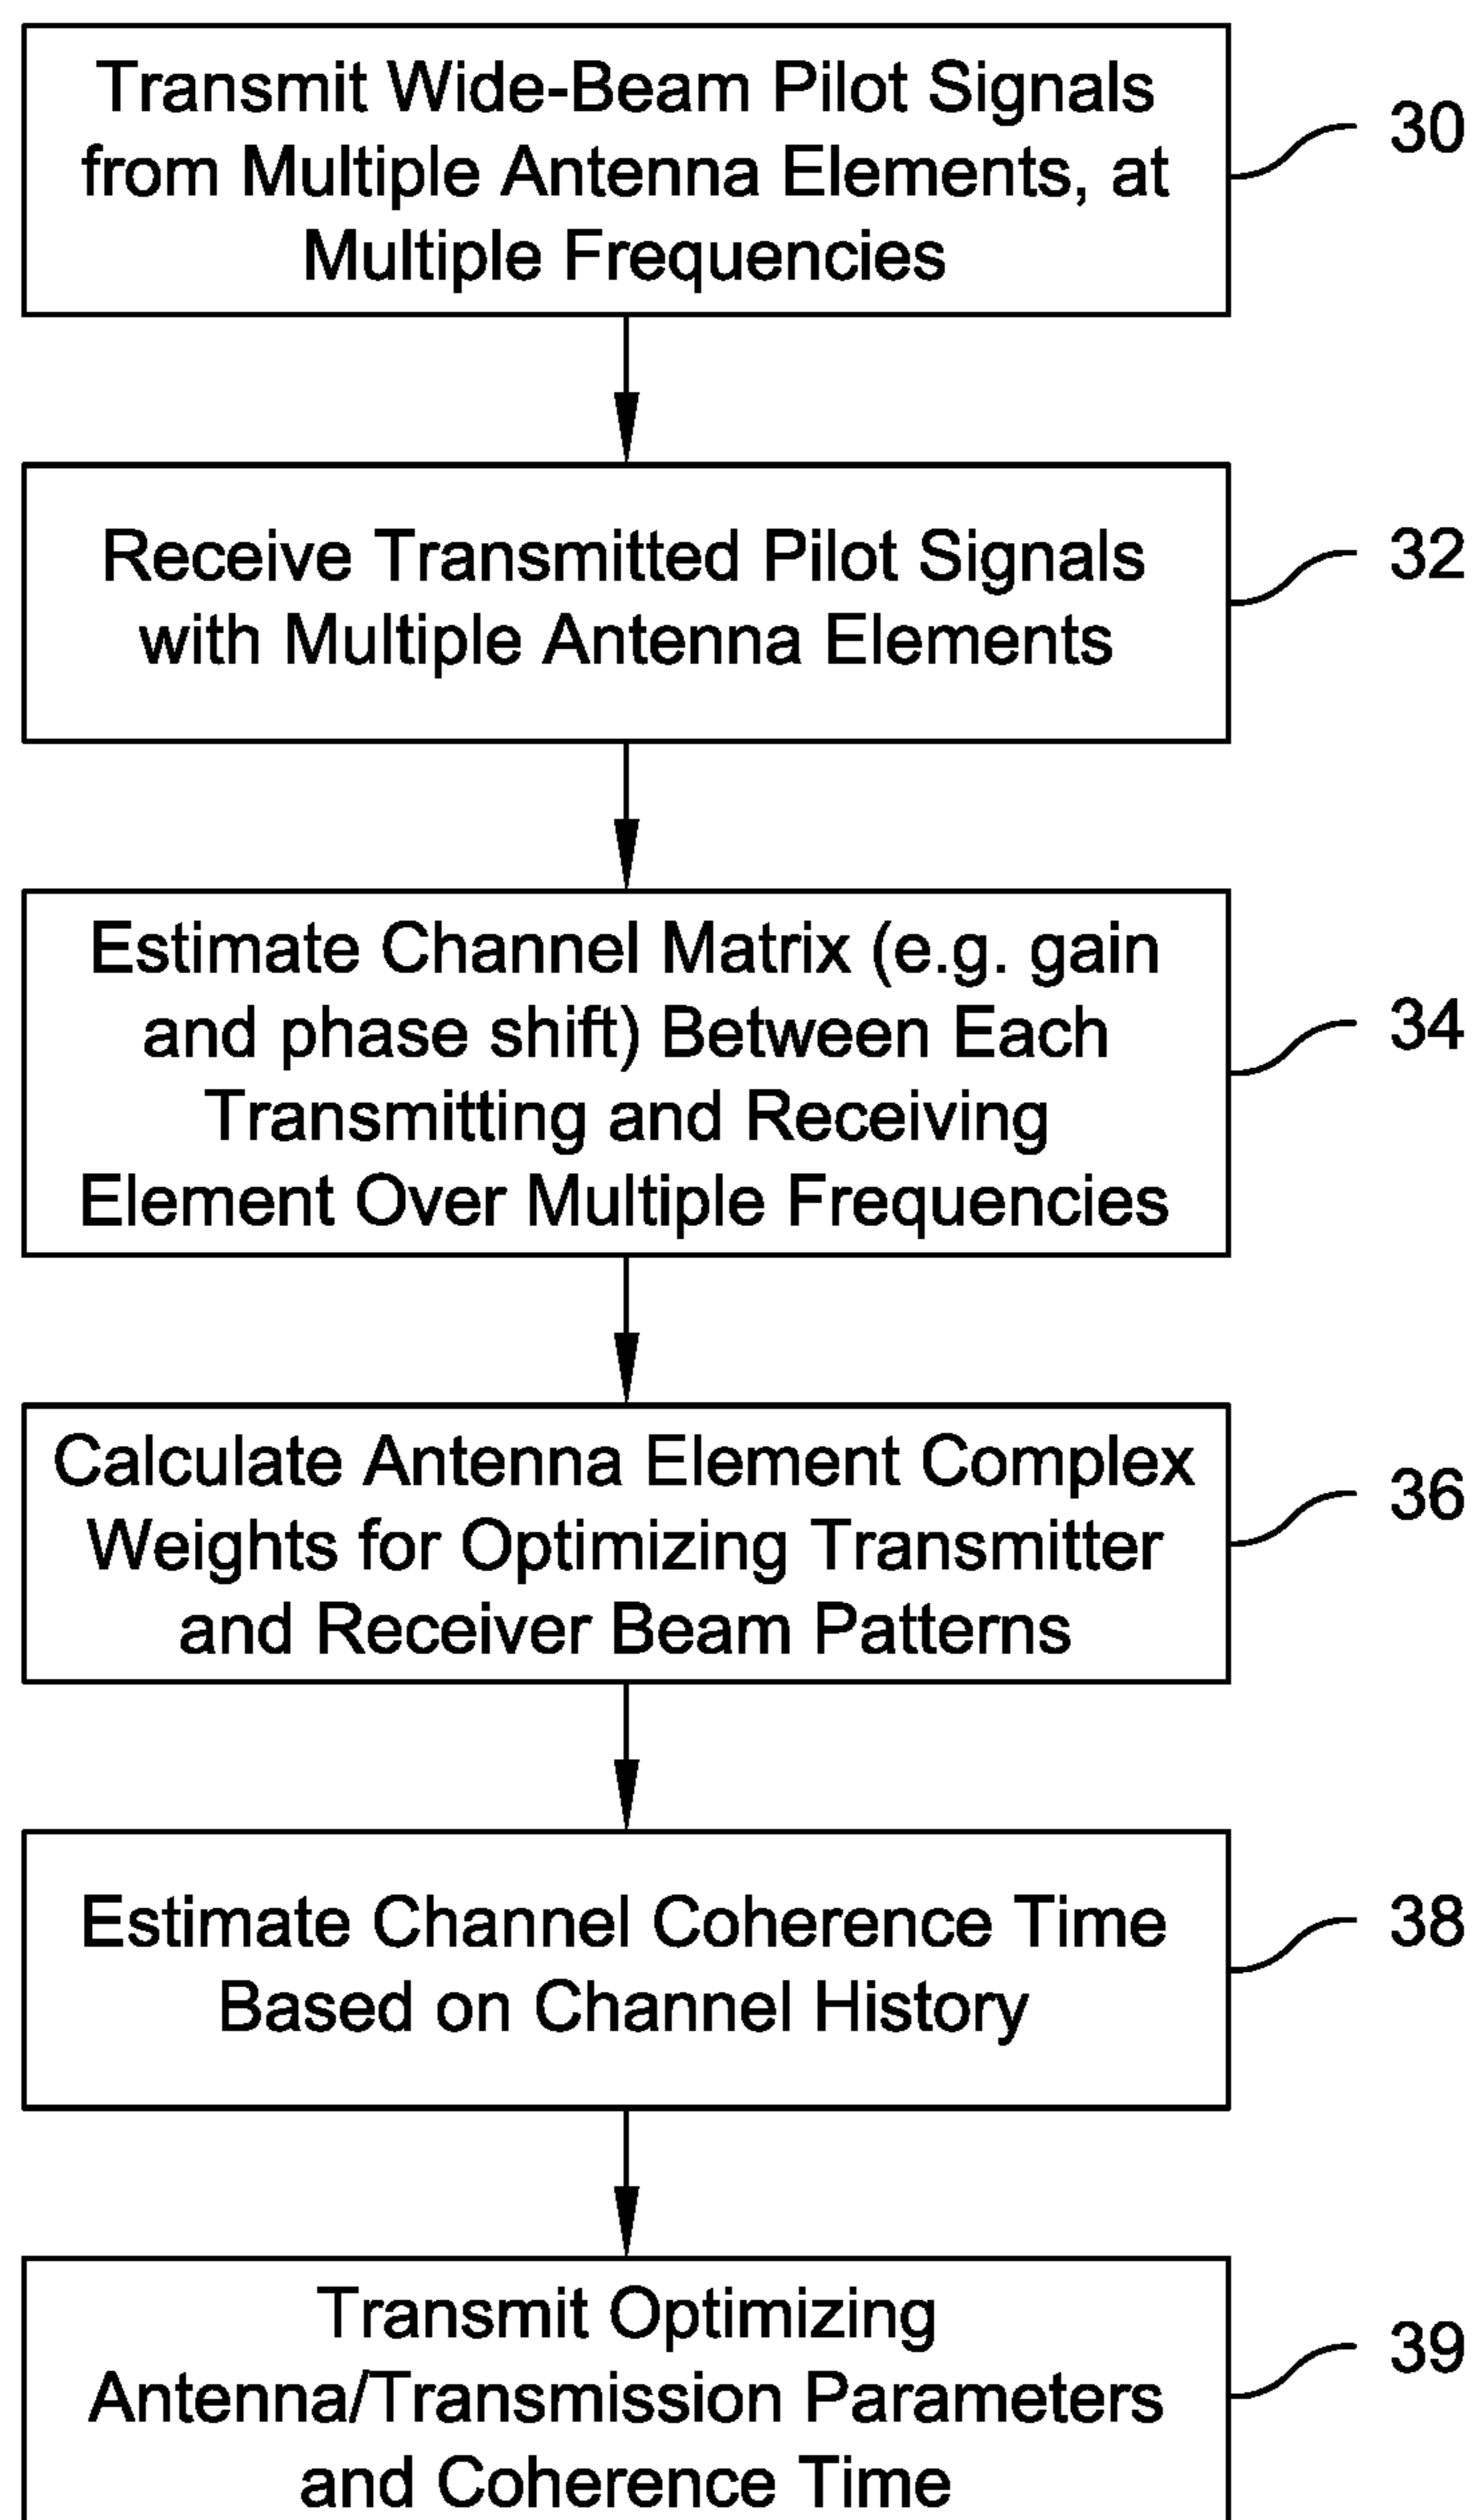 Transmit Wide-Beam Pilot Signals
from Multiple Antenna Elements, at
Multiple Frequencies
30
Receive Transmitted Pilot Signals
with Multiple Antenna Elements
32
Estimate Channel Matrix (e.g. gain
and phase shift) Between Each
Transmitting and Receiving
Element Over Multiple Frequencies
34
Calculate Antenna Element Complex
Weights for Optimizing Transmitter
and Receiver Beam Patterns
36
Estimate Channel Coherence Time
Based on Channel History
38
Transmit Optimizing
Antenna/Transmission Parameters
and Coherence Time
39